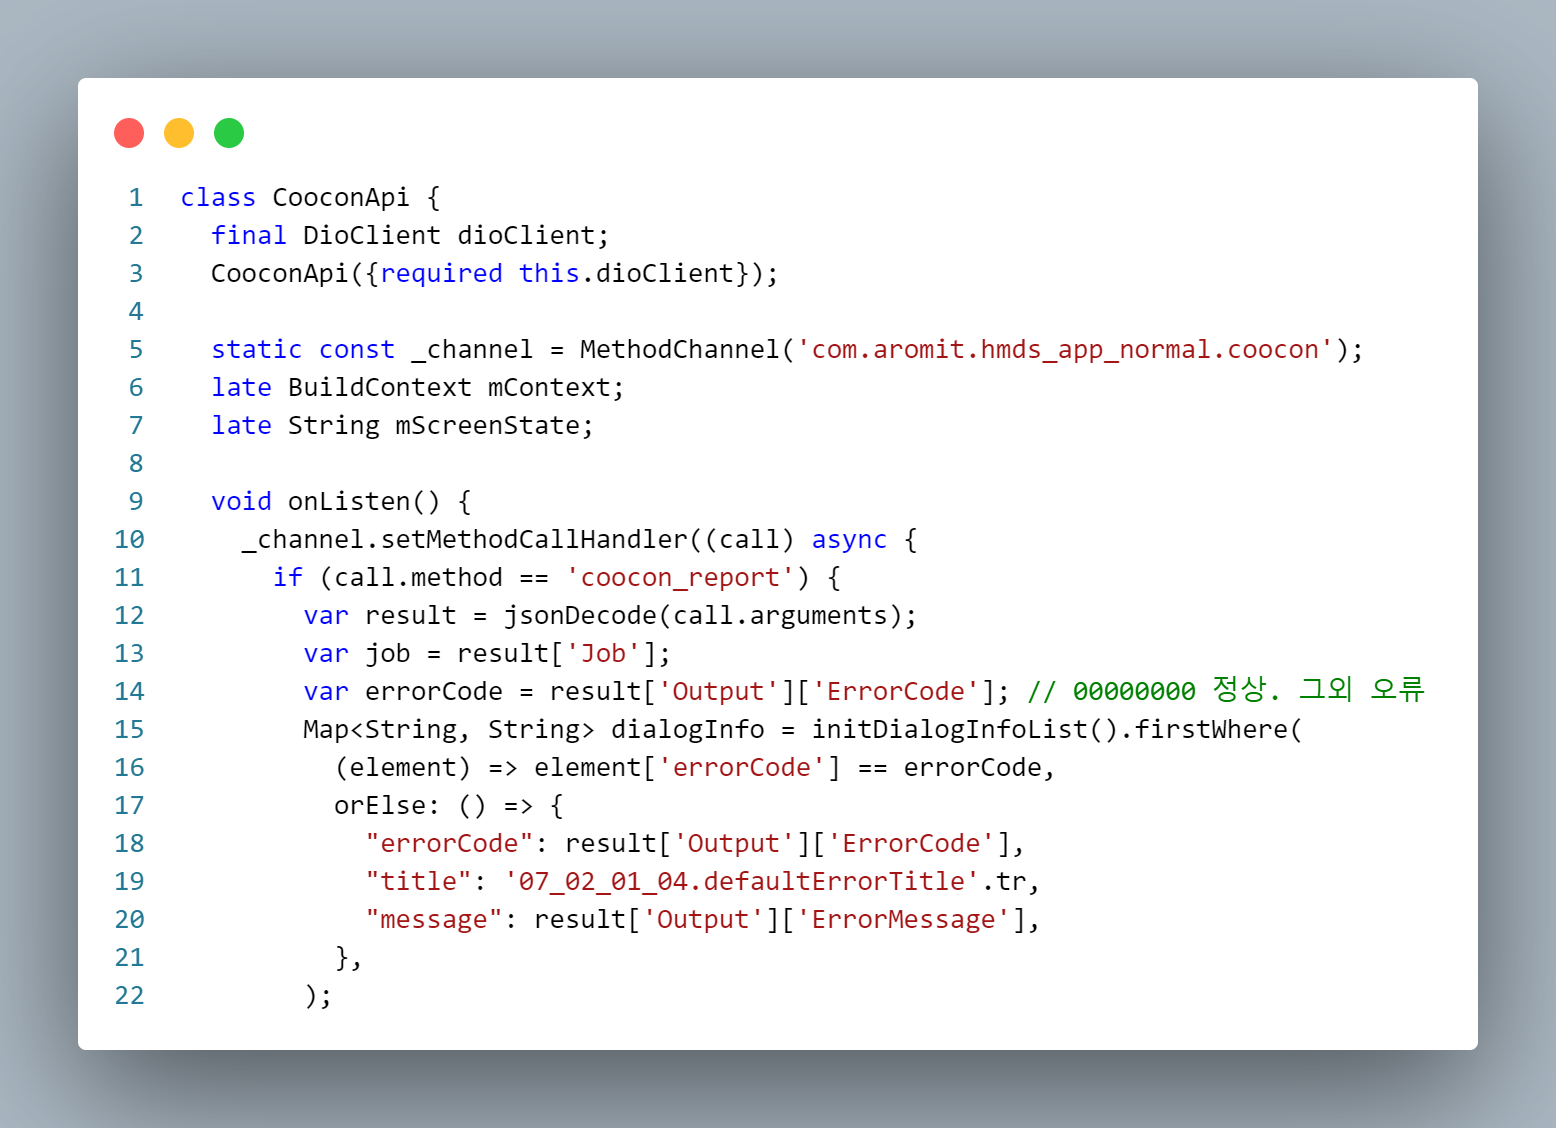 1 class CooconApi {
2   final DioClient dioClient;
3   CooconApi({required this.dioClient});
4
5   static const _channel = MethodChannel('com.aromit.hmds_app_normal.coocon');
6   late BuildContext mContext;
7   late String mScreenState;
8
9   void onListen() {
10     _channel.setMethodCallHandler((call) async {
11       if (call.method == 'coocon_report') {
12         var result = jsonDecode(call.arguments);
13         var job = result['Job'];
14         var errorCode = result['Output']['ErrorCode']; // 00000000 정상. 그외 오류
15         Map<String, String> dialogInfo = initDialogInfoList().firstWhere(
16           (element) => element['errorCode'] == errorCode,
17           orElse: () => {
18             "errorCode": result['Output']['ErrorCode'],
19             "title": '07_02_01_04.defaultErrorTitle'.tr,
20             "message": result['Output']['ErrorMessage'],
21           },
22         );